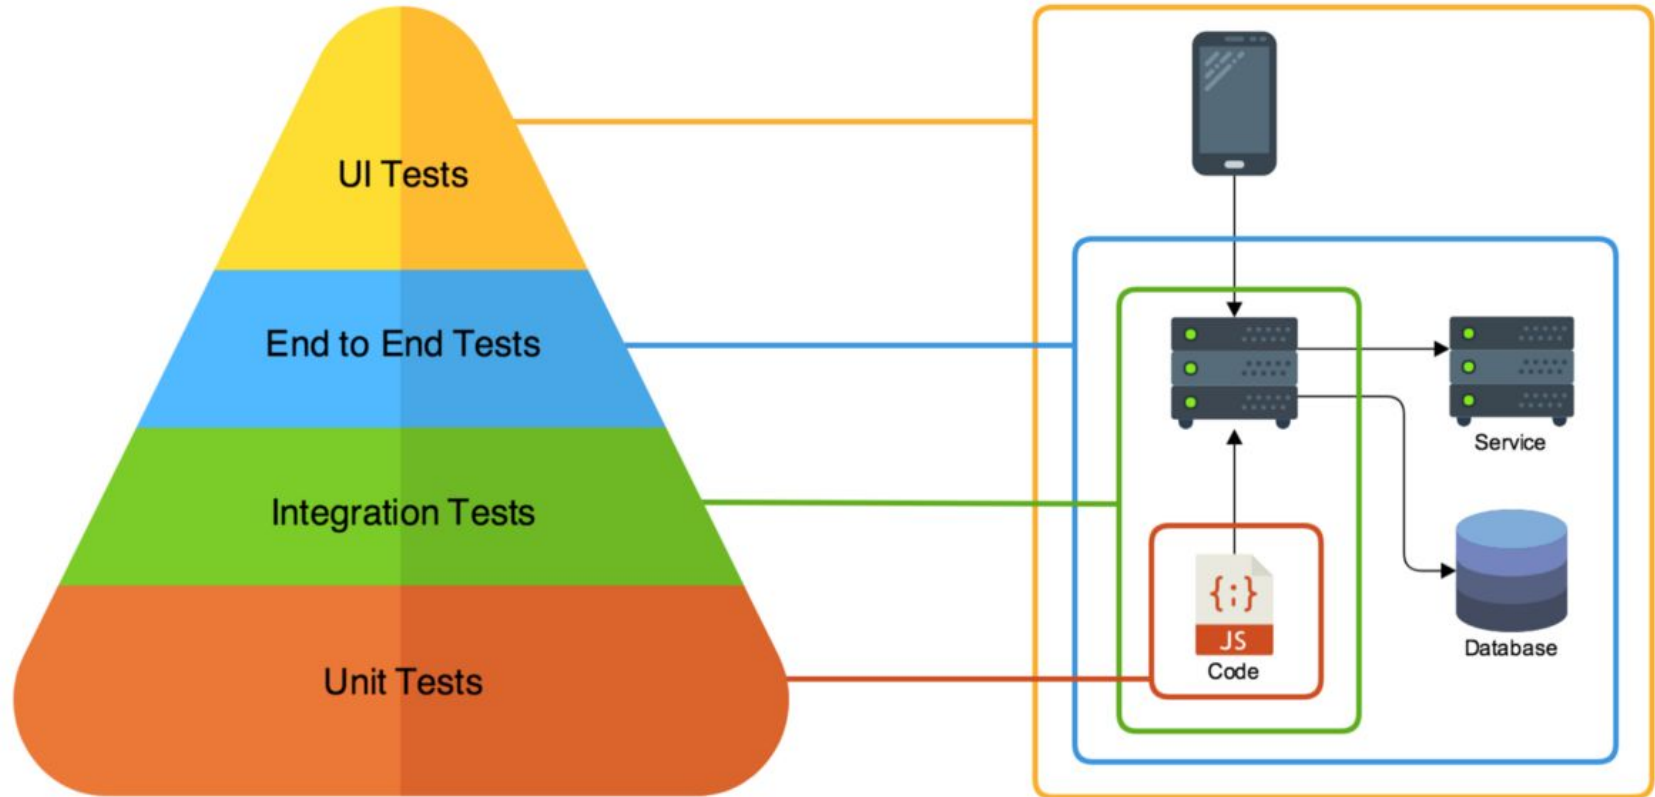 UI Tests
End to End Tests
Integration Tests
Unit Tests
Service
Database
{;}
JS
Code